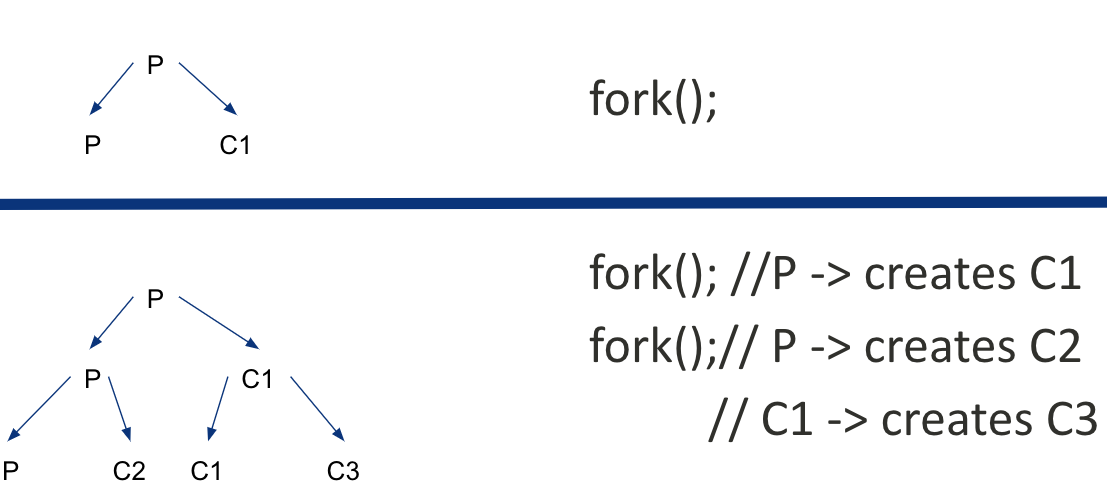 P
P C1
fork();
P
P C1
P C2 C1 C3
fork(); //P -> creates C1
fork();// P -> creates C2
// C1 -> creates C3